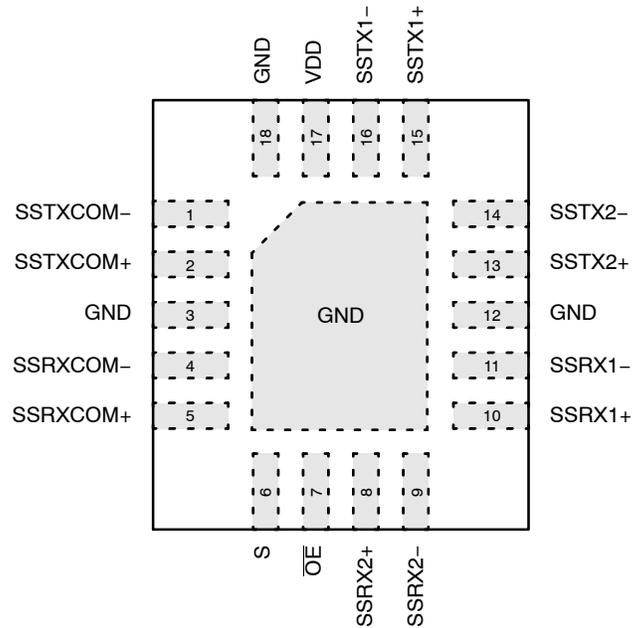 GND VDD SSTX1− SSTX1+
18 17 16 15
SSTXCOM− 1 14 SSTX2−
SSTXCOM+ 2 13 SSTX2+
GND 3 GND 12 GND
SSRXCOM− 4 11 SSRX1−
SSRXCOM+ 5 10 SSRX1+
6 7 8 9
S O̅E̅ SSRX2+ SSRX2−